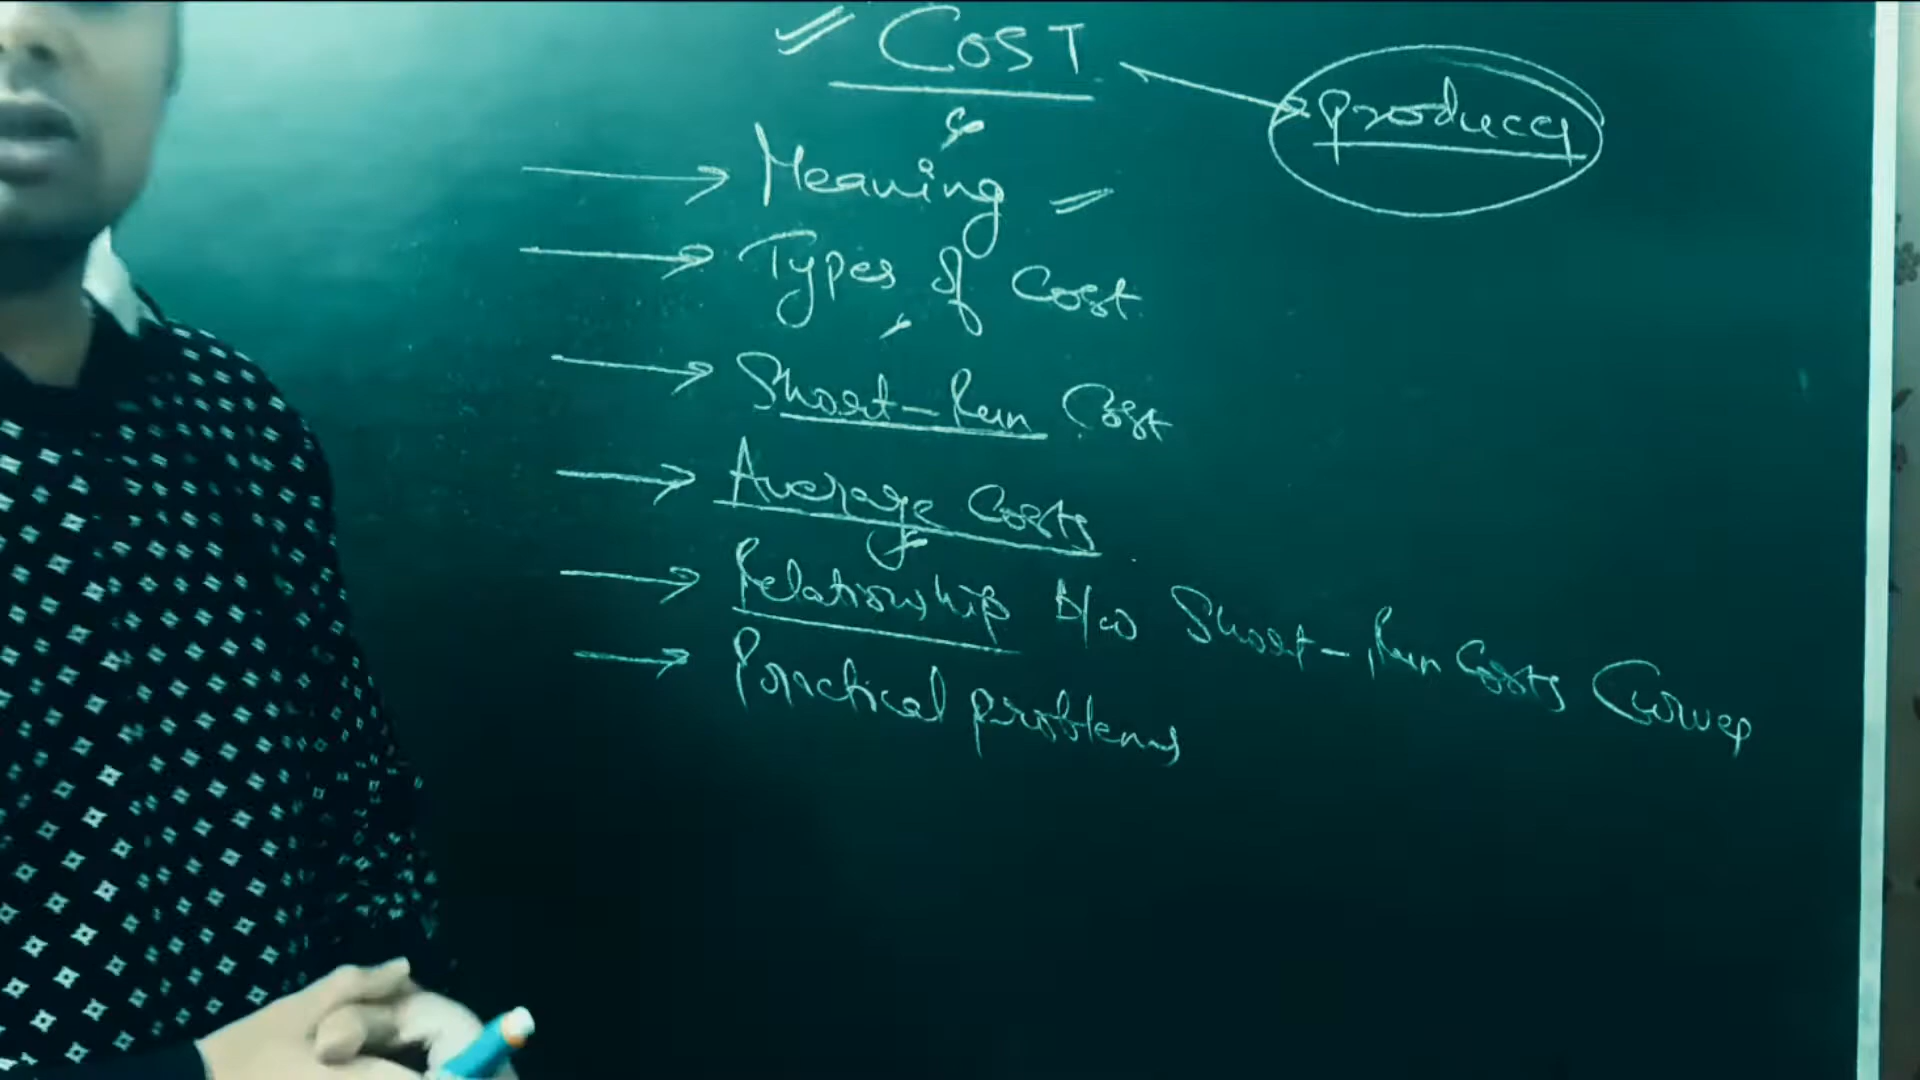 COST
Producer
Meaning
Types of Cost
Short-Run Cost
Average Costs
Relationship B/w Short-Run Costs Curves
Practical problems